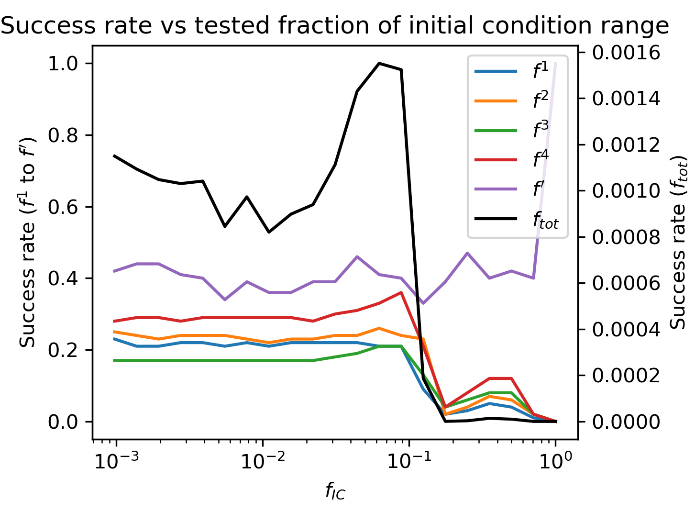 Success rate vs tested fraction of initial condition range
Success rate (f¹ to f′)
1.0
0.8
0.6
0.4
0.2
0.0
f¹
f²
f³
f⁴
f′
f_tot
0.0016
0.0014
0.0012
0.0010
0.0008
0.0006
0.0004
0.0002
0.0000
Success rate (f_tot)
10⁻³
10⁻²
10⁻¹
10⁰
f_IC